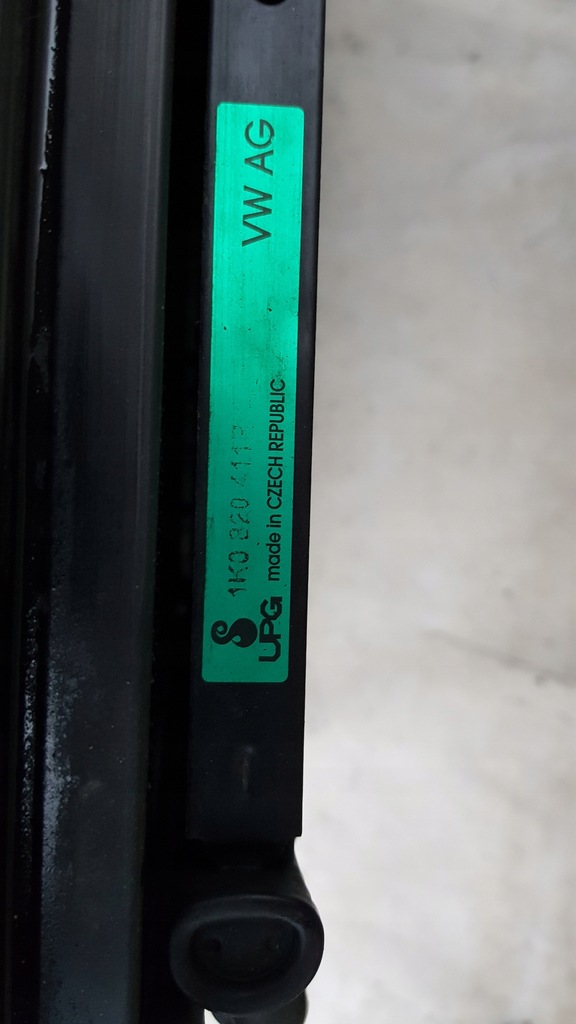 VW AG
1K0 820 411
UPG made in CZECH REPUBLIC